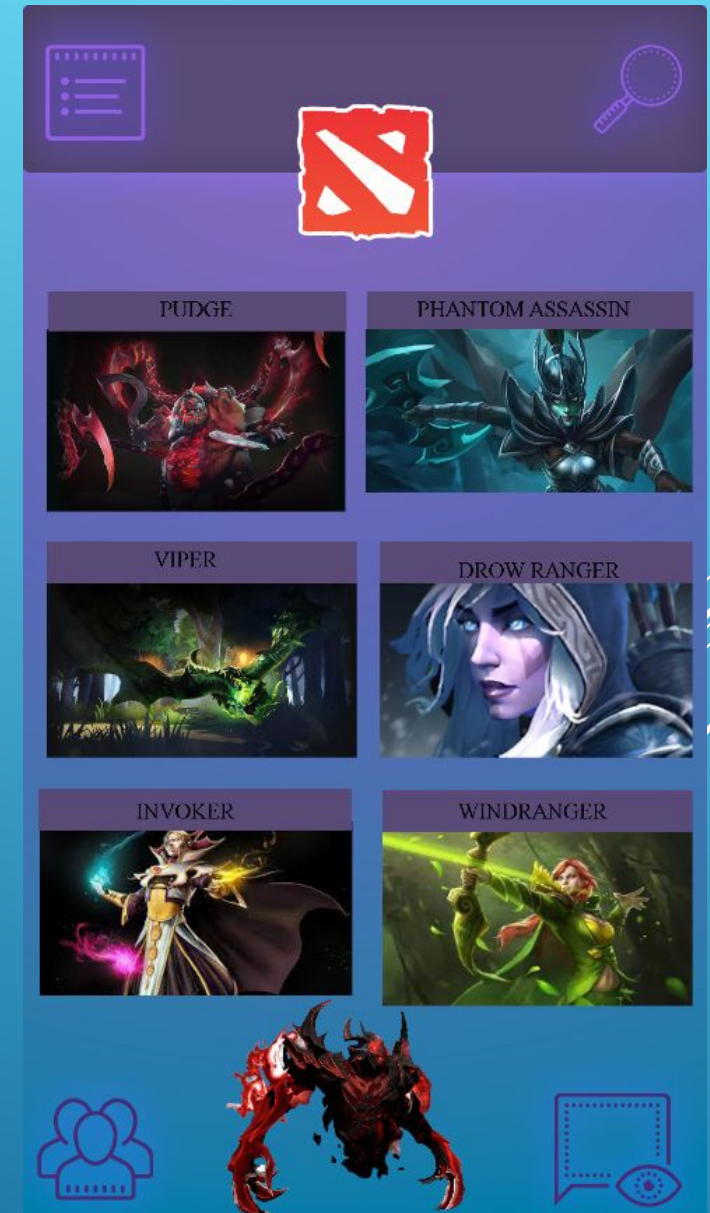 PUDGE
PHANTOM ASSASSIN
VIPER
DROW RANGER
INVOKER
WINDRANGER